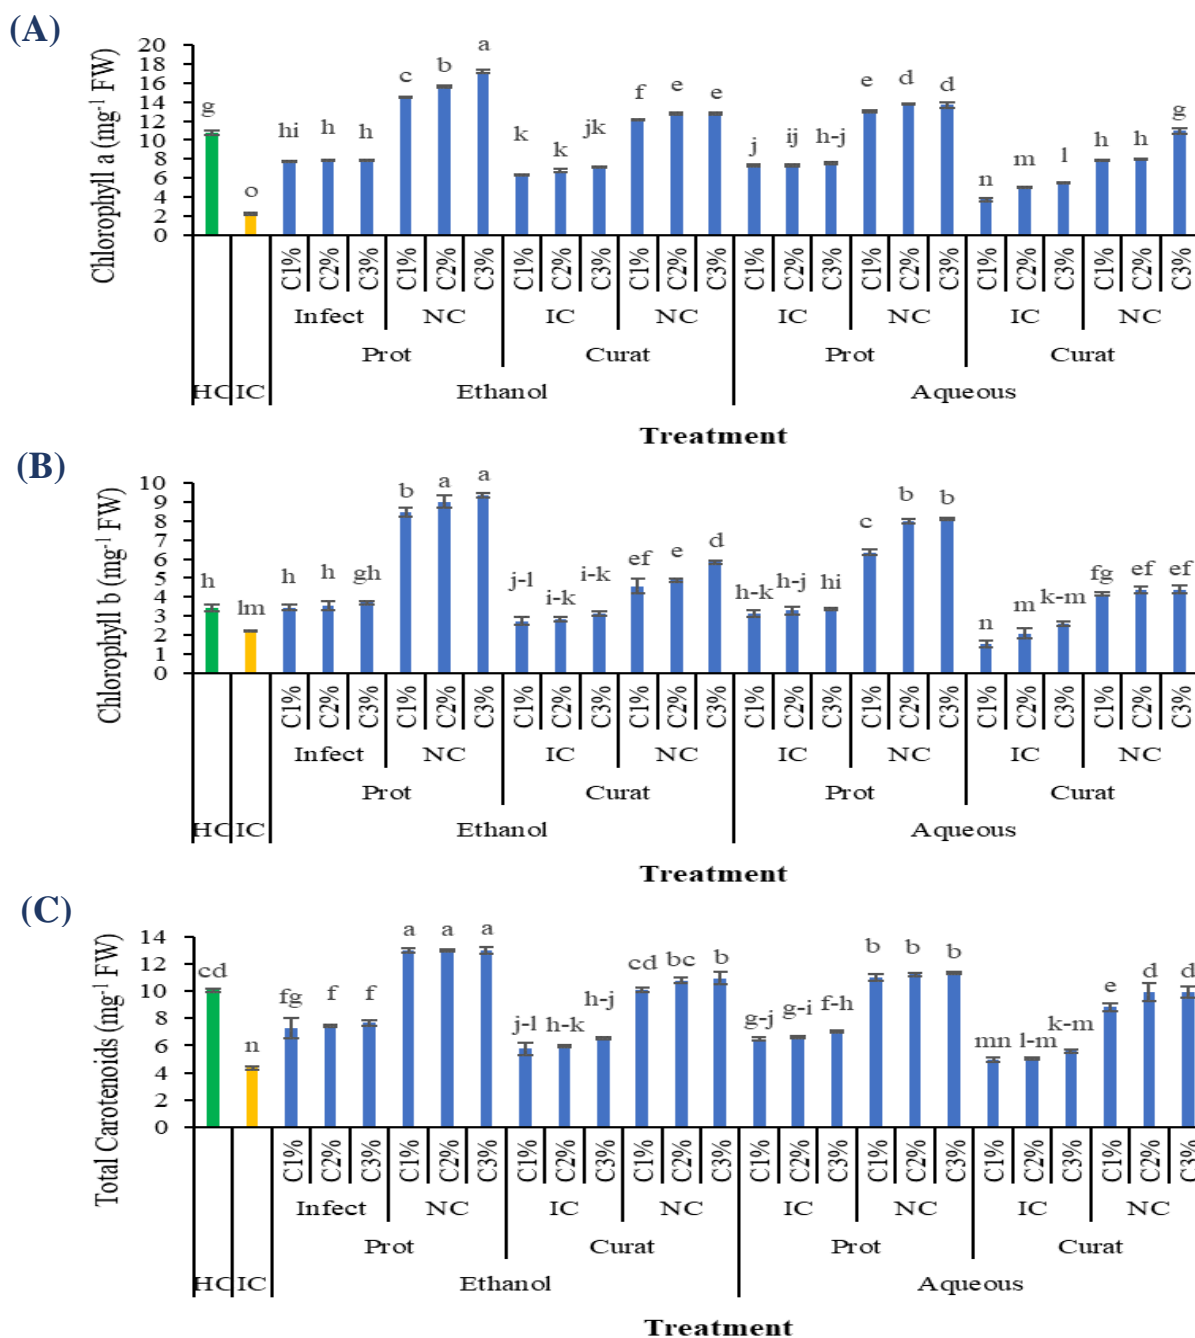 (A)
Chlorophyll a (mg-1 FW)
20
18
16
14
12
10
8
6
4
2
0
g o hi h h c b a k k jk f e e j ij h-j e d d n m l h h g
C1% C2% C3% C1% C2% C3% C1% C2% C3% C1% C2% C3% C1% C2% C3% C1% C2% C3% C1% C2% C3% C1% C2% C3%
Infect NC IC NC IC NC IC NC
Prot Curat Prot Curat
HC IC Ethanol Aqueous
Treatment
(B)
Chlorophyll b (mg-1 FW)
10
9
8
7
6
5
4
3
2
1
0
h lm h h gh b a a j-l i-k i-k ef e d h-k h-j hi c b b n m k-m fg ef ef
C1% C2% C3% C1% C2% C3% C1% C2% C3% C1% C2% C3% C1% C2% C3% C1% C2% C3% C1% C2% C3% C1% C2% C3%
Infect NC IC NC IC NC IC NC
Prot Curat Prot Curat
HC IC Ethanol Aqueous
Treatment
(C)
Total Carotenoids (mg-1 FW)
14
12
10
8
6
4
2
0
cd n fg f f a a a j-l h-k h-j cd bc b g-j g-i f-h b b b mn l-m k-m e d d
C1% C2% C3% C1% C2% C3% C1% C2% C3% C1% C2% C3% C1% C2% C3% C1% C2% C3% C1% C2% C3% C1% C2% C3%
Infect NC IC NC IC NC IC NC
Prot Curat Prot Curat
HC IC Ethanol Aqueous
Treatment